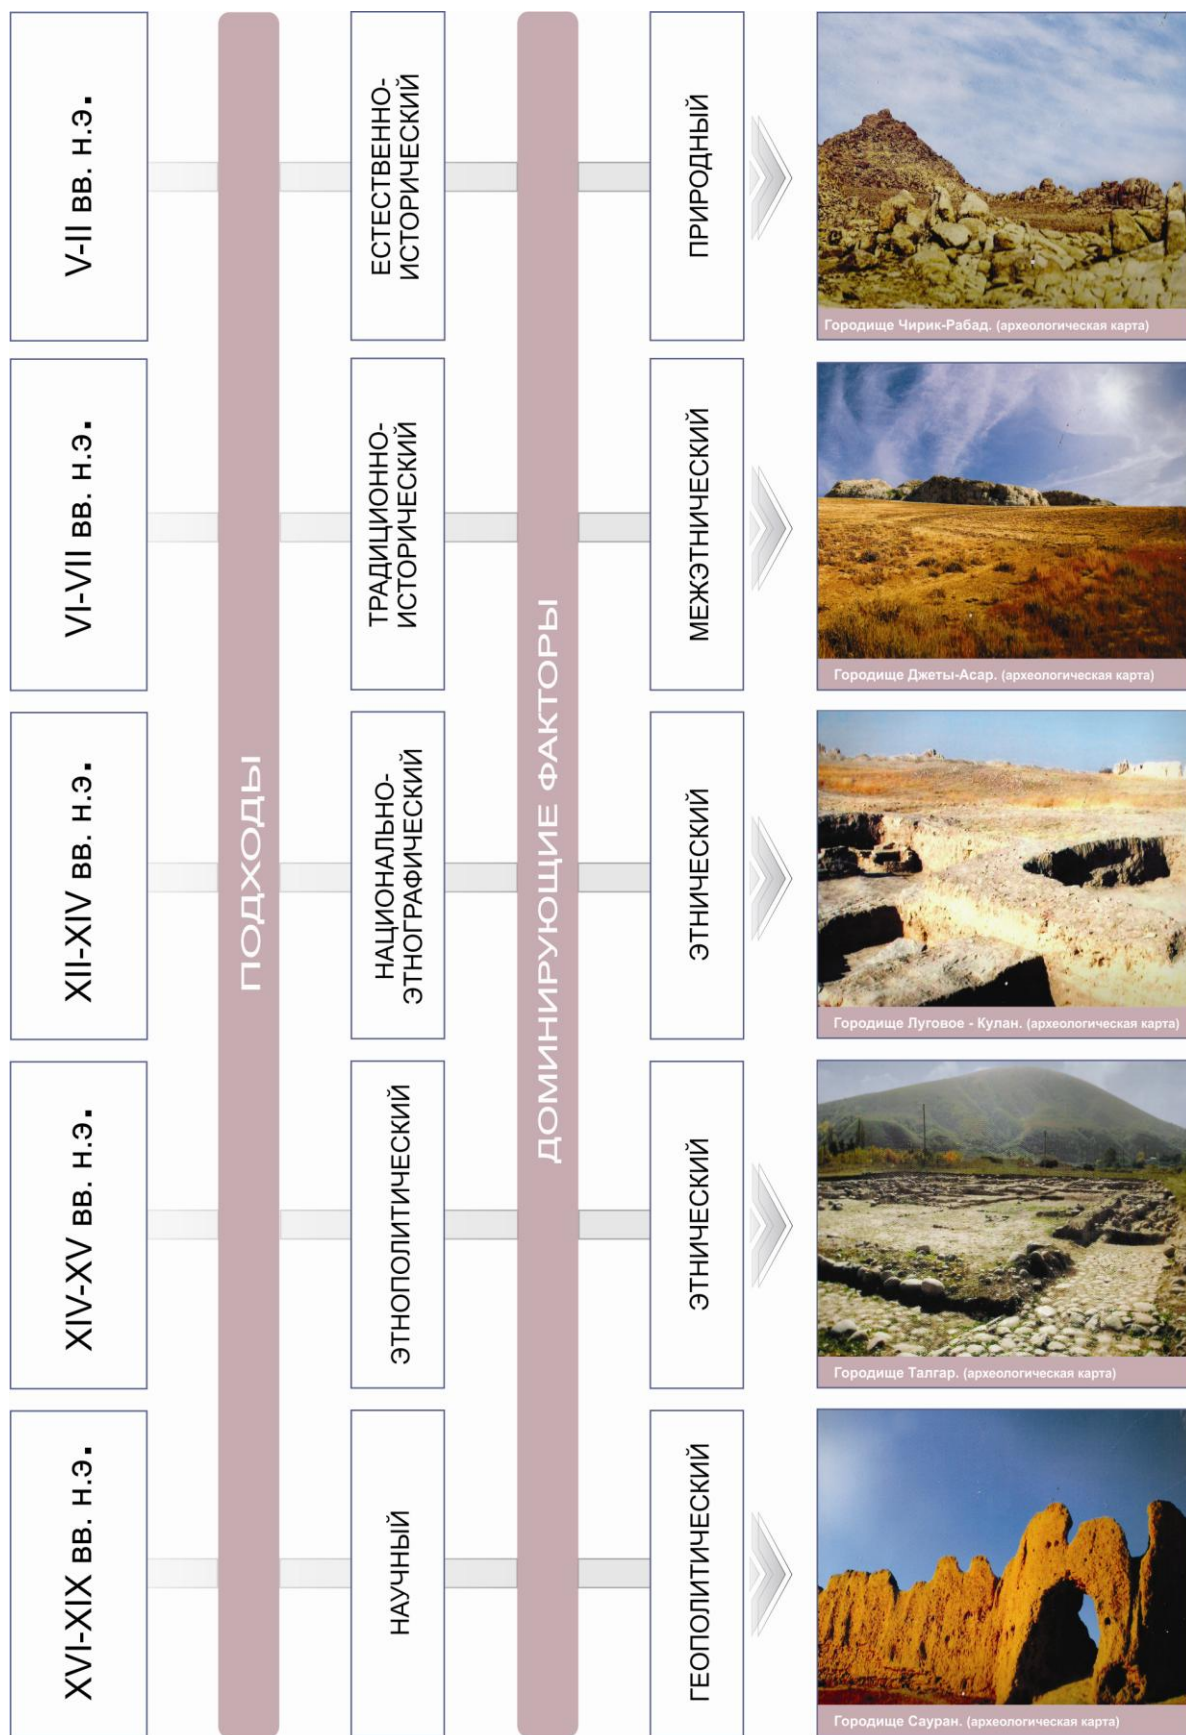 V-II вв. н.э.
ЕСТЕСТВЕННО-
ИСТОРИЧЕСКИЙ
ПРИРОДНЫЙ
Городище Чирик-Рабад. (археологическая карта)
VI-VII вв. н.э.
ТРАДИЦИОННО-
ИСТОРИЧЕСКИЙ
МЕЖЭТНИЧЕСКИЙ
Городище Джеты-Асар. (археологическая карта)
ПОДХОДЫ
ДОМИНИРУЮЩИЕ ФАКТОРЫ
XII-XIV вв. н.э.
НАЦИОНАЛЬНО-
ЭТНОГРАФИЧЕСКИЙ
ЭТНИЧЕСКИЙ
Городище Луговое - Кулан. (археологическая карта)
XIV-XV вв. н.э.
ЭТНОПОЛИТИЧЕСКИЙ
ЭТНИЧЕСКИЙ
Городище Талгар. (археологическая карта)
XVI-XIX вв. н.э.
НАУЧНЫЙ
ГЕОПОЛИТИЧЕСКИЙ
Городище Сауран. (археологическая карта)